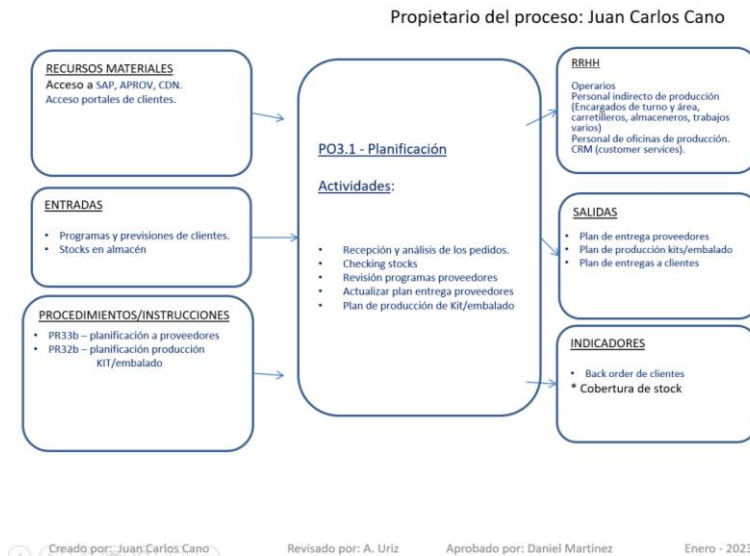 Propietario del proceso: Juan Carlos Cano
RECURSOS MATERIALES
Acceso a SAP, APROV, CDN.
Acceso portales de clientes.
ENTRADAS
• Programas y previsiones de clientes.
• Stocks en almacén
PROCEDIMIENTOS/INSTRUCCIONES
• PR33b – planificación a proveedores
• PR32b – planificación producción
KIT/embalado
PO3.1 - Planificación
Actividades:
• Recepción y análisis de los pedidos.
• Checking stocks
• Revisión programas proveedores
• Actualizar plan entrega proveedores
• Plan de producción de Kit/embalado
RRHH
Operarios
Personal indirecto de producción
(Encargados de turno y área,
carretilleros, almaceneros, trabajos
varios)
Personal de oficinas de producción.
CRM (customer services).
SALIDAS
• Plan de entrega proveedores
• Plan de producción kits/embalado
• Plan de entregas a clientes
INDICADORES
• Back order de clientes
* Cobertura de stock
Creado por: Juan Carlos Cano
Revisado por: A. Uriz
Aprobado por: Daniel Martinez
Enero - 2023